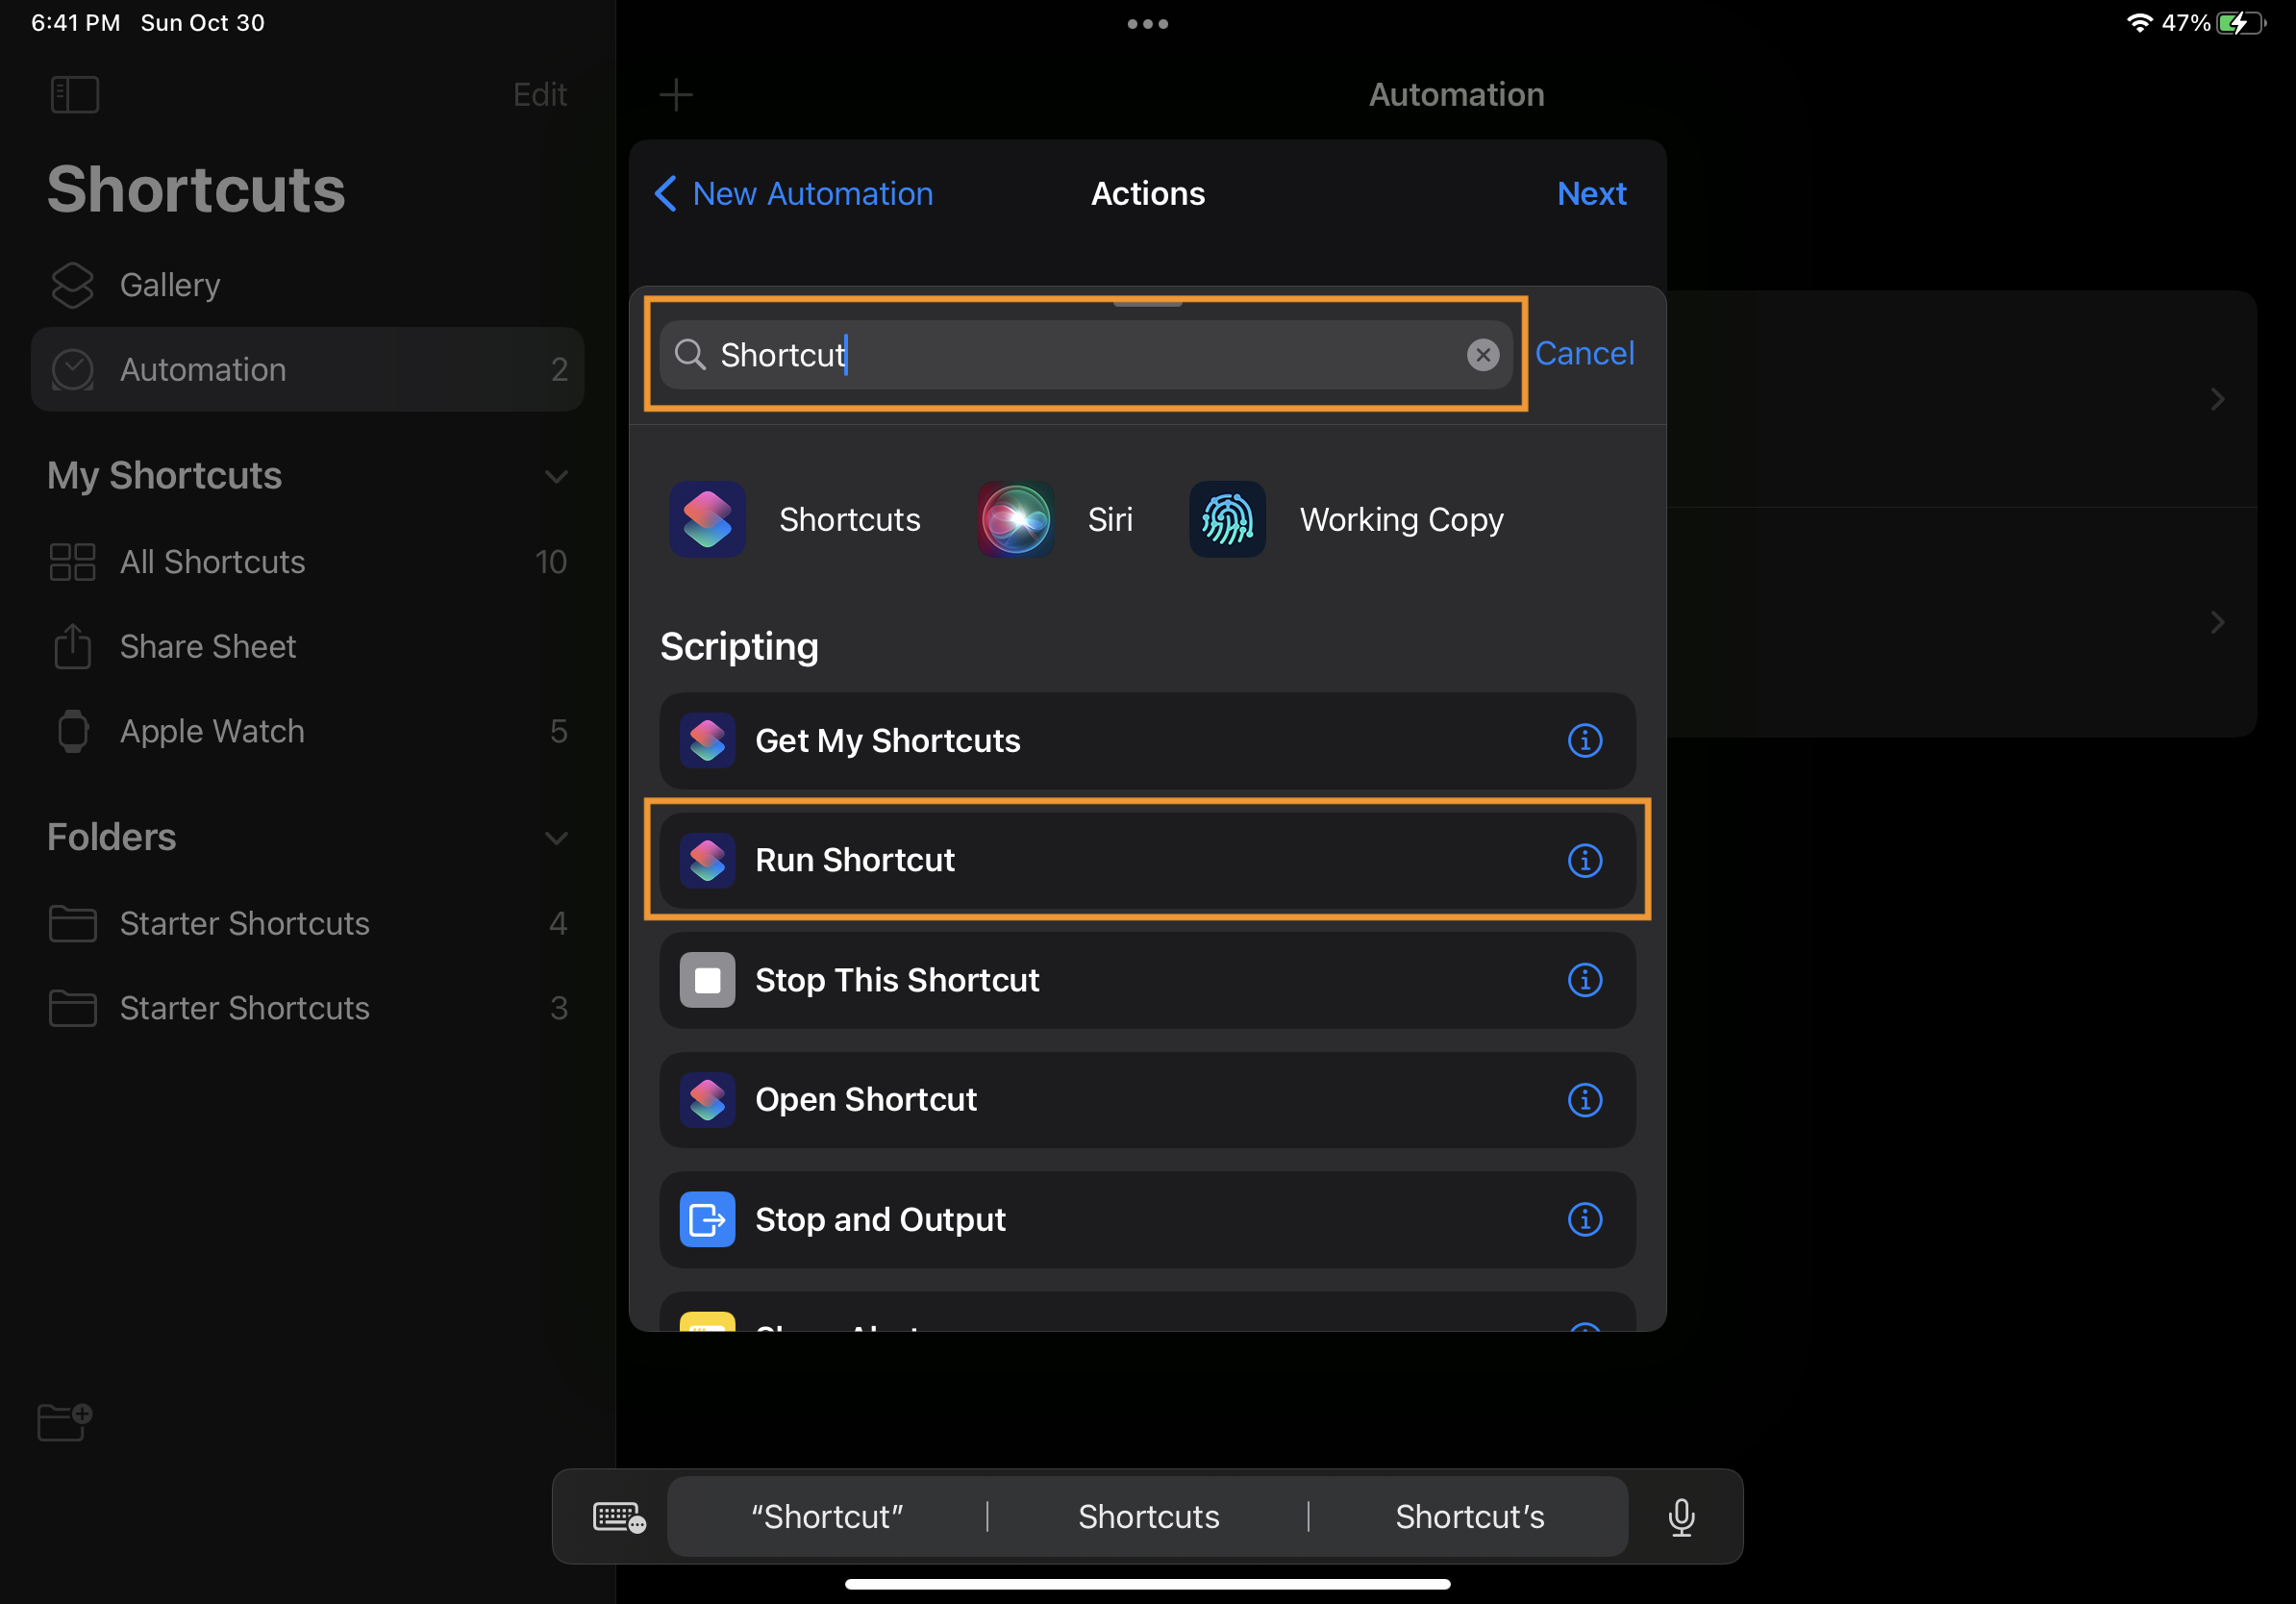 6:41 PM Sun Oct 30
47%
Edit
Shortcuts
Gallery
Automation 2
My Shortcuts
All Shortcuts 10
Share Sheet
Apple Watch 5
Folders
Starter Shortcuts 4
Starter Shortcuts 3
Automation
New Automation Actions Next
Shortcut Cancel
Shortcuts Siri Working Copy
Scripting
Get My Shortcuts
Run Shortcut
Stop This Shortcut
Open Shortcut
Stop and Output
“Shortcut” Shortcuts Shortcut’s